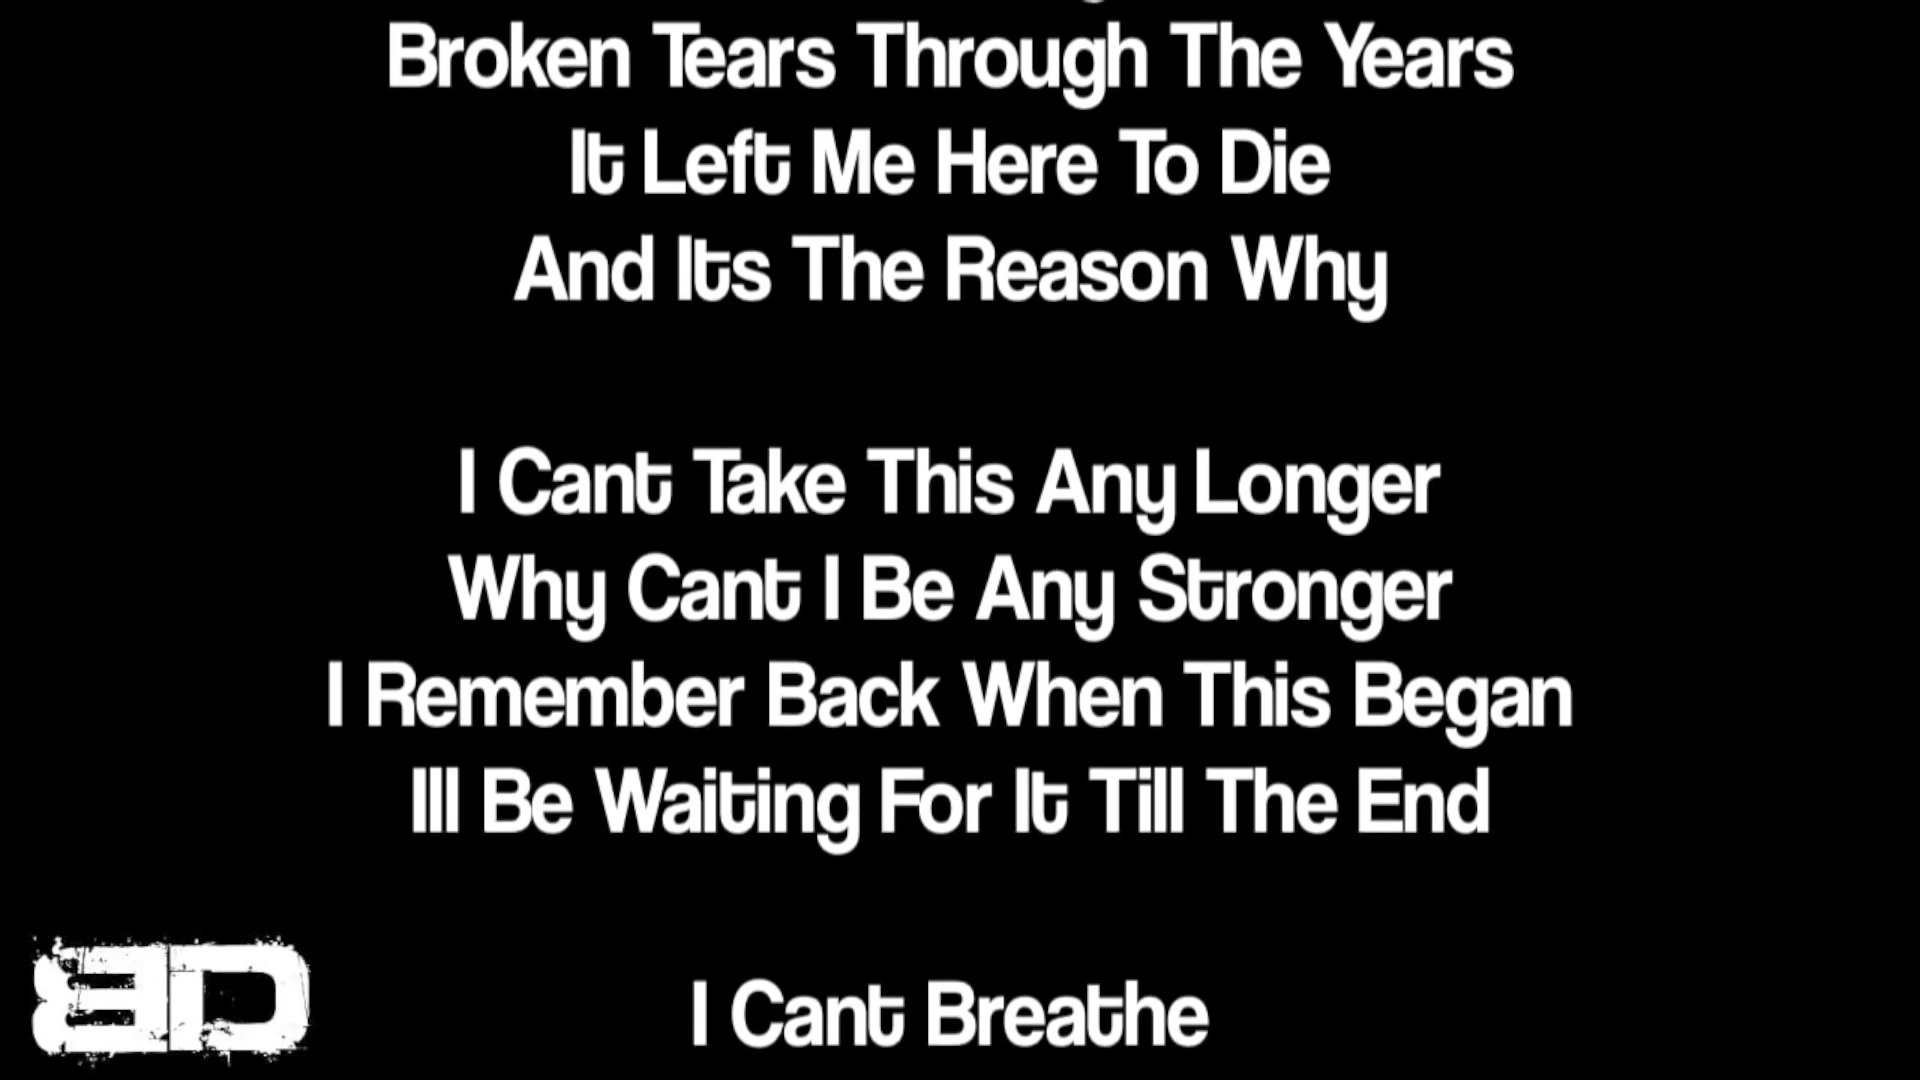 Broken Tears Through The Years
It Left Me Here To Die
And Its The Reason Why
I Cant Take This Any Longer
Why Cant I Be Any Stronger
I Remember Back When This Began
Ill Be Waiting For It Till The End
I Cant Breathe